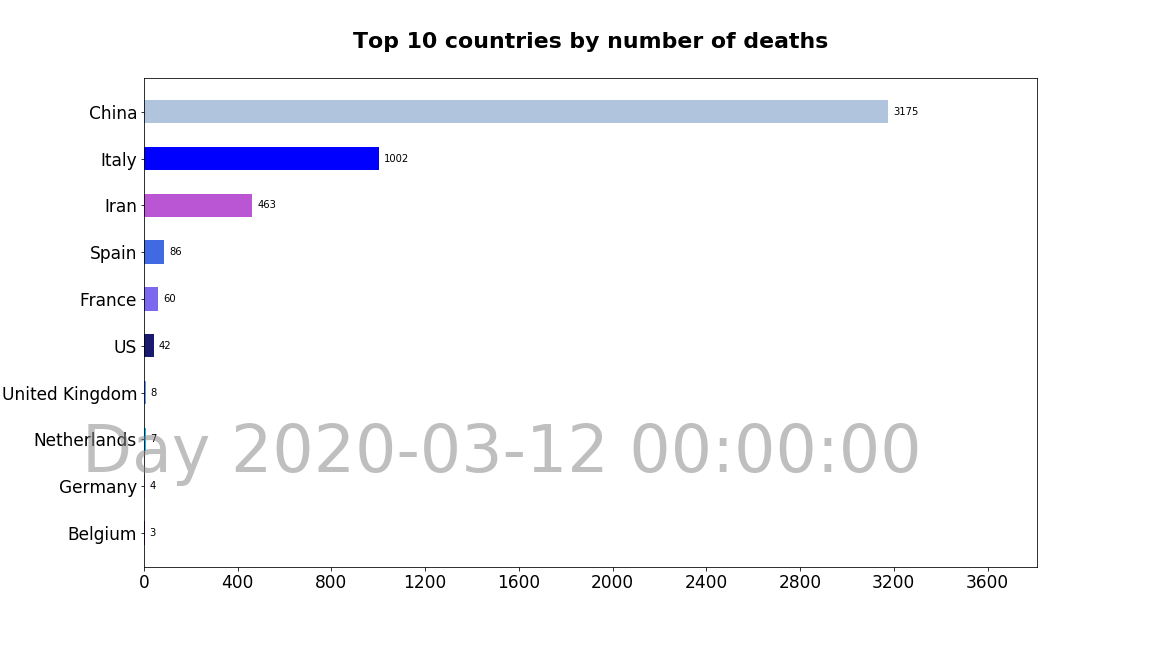 Top 10 countries by number of deaths
China 3175
Italy 1002
Iran 463
Spain 86
France 60
US 42
United Kingdom 8
Netherlands 7
Day 2020-03-12 00:00:00
Germany 4
Belgium 3
0 400 800 1200 1600 2000 2400 2800 3200 3600